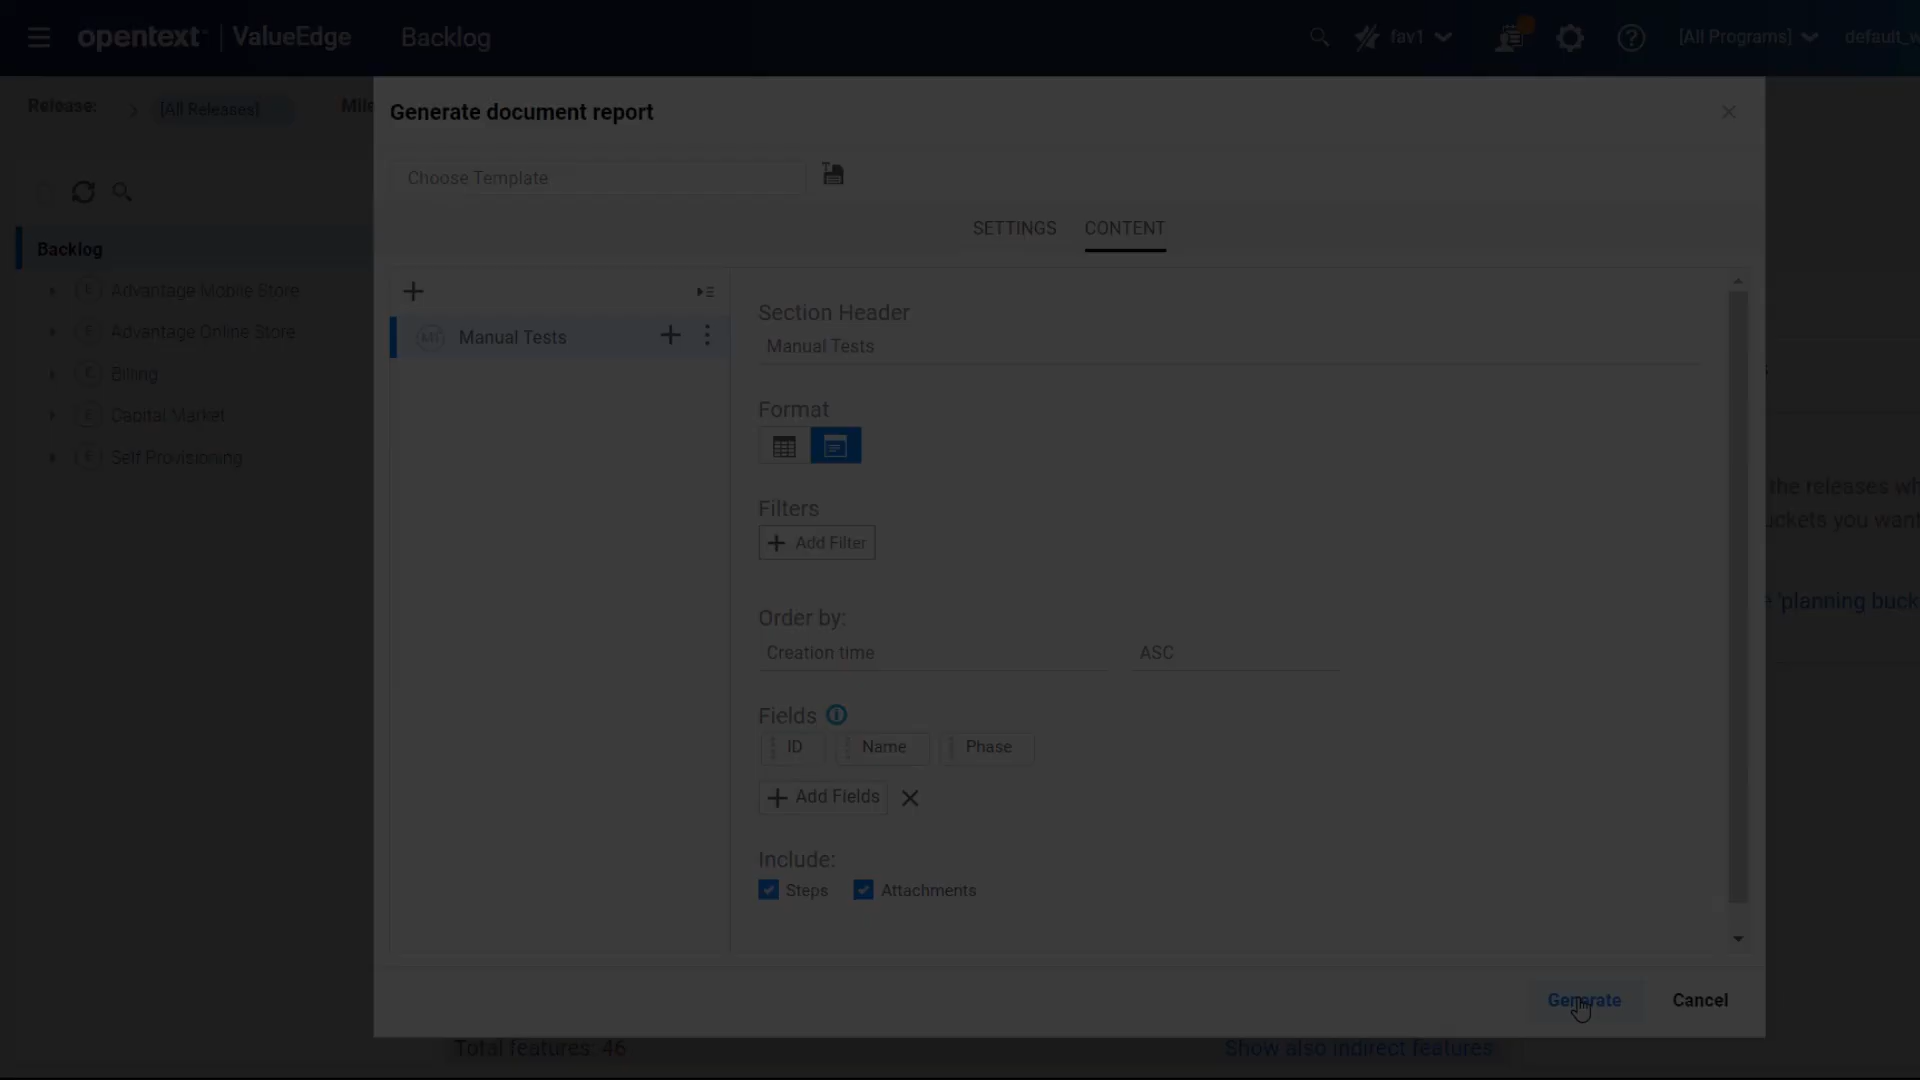 opentext | ValueEdge Backlog fav1 [All Programs] default_w
Release: [All Releases] Mile
Generate document report
Choose Template
SETTINGS CONTENT
Backlog
E Advantage Mobile Store
E Advantage Online Store
E Billing
E Capital Market
E Self Provisioning
MT Manual Tests
Section Header
Manual Tests
Format
Filters
Add Filter
the releases wh
uckets you want
e 'planning buck
Order by:
Creation time ASC
Fields
ID Name Phase
Add Fields
Include:
Steps Attachments
Generate Cancel
Total features: 46 Show also indirect features